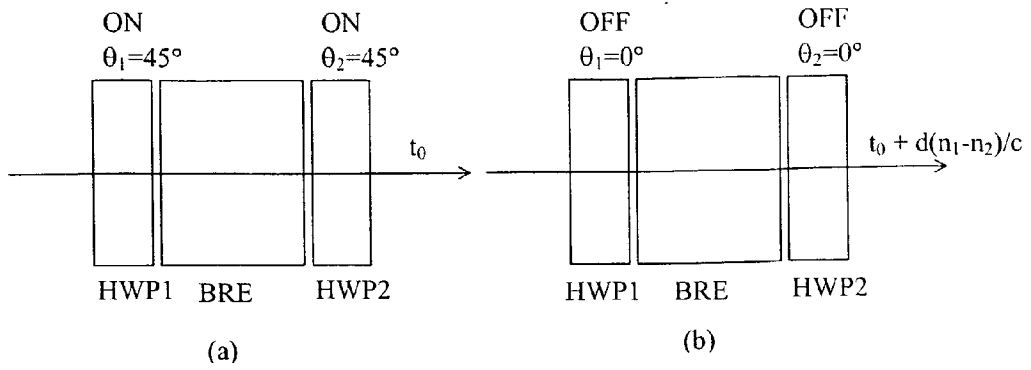 ON
θ₁=45°
ON
θ₂=45°
t₀
HWP1
BRE
HWP2
(a)
OFF
θ₁=0°
OFF
θ₂=0°
t₀ + d(n₁-n₂)/c
HWP1
BRE
HWP2
(b)